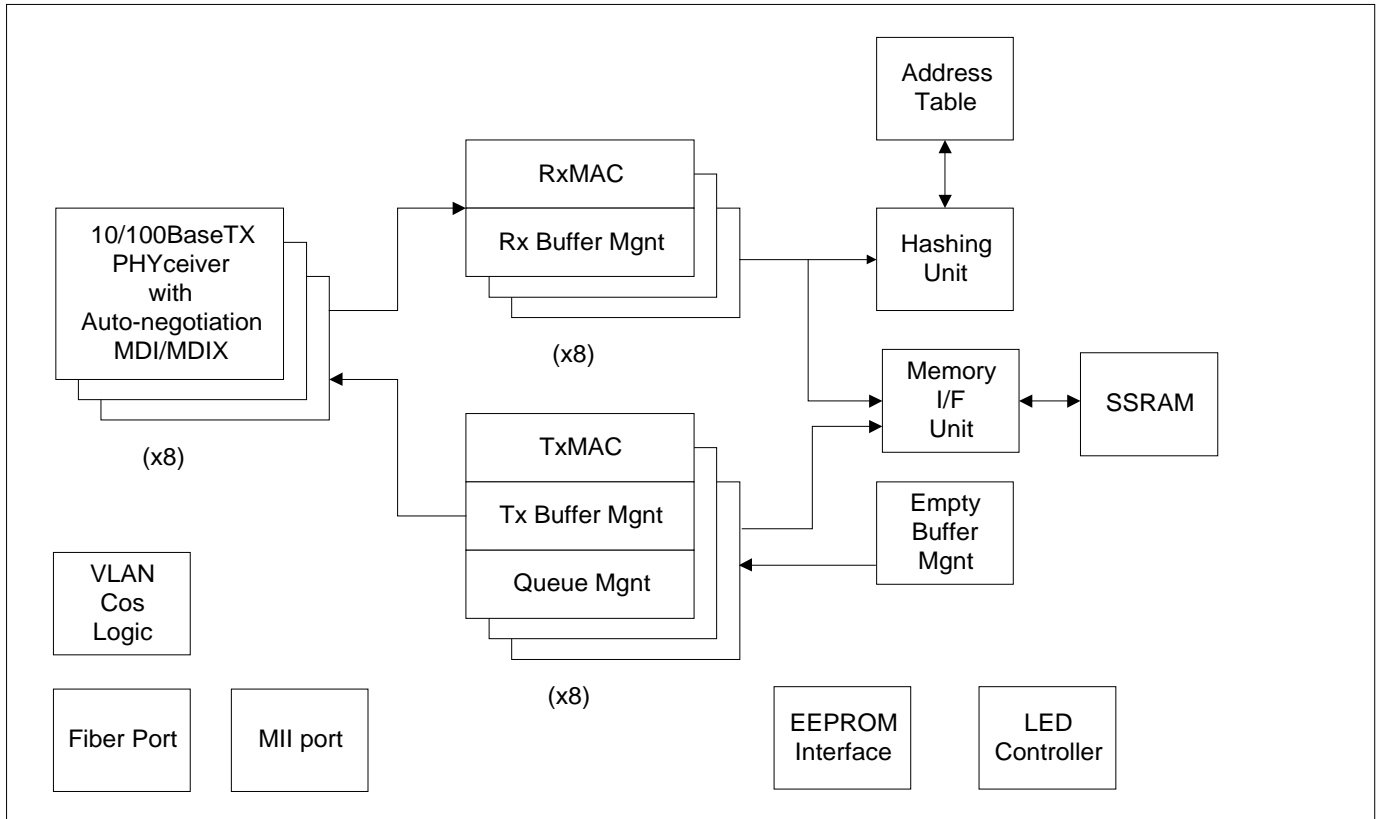 Address
Table
RxMAC
Rx Buffer Mgnt
(x8)
10/100BaseTX
PHYceiver
with
Auto-negotiation
MDI/MDIX
(x8)
Hashing
Unit
Memory
I/F
Unit
SSRAM
TxMAC
Tx Buffer Mgnt
Queue Mgnt
(x8)
Empty
Buffer
Mgnt
VLAN
Cos
Logic
Fiber Port
MII port
EEPROM
Interface
LED
Controller